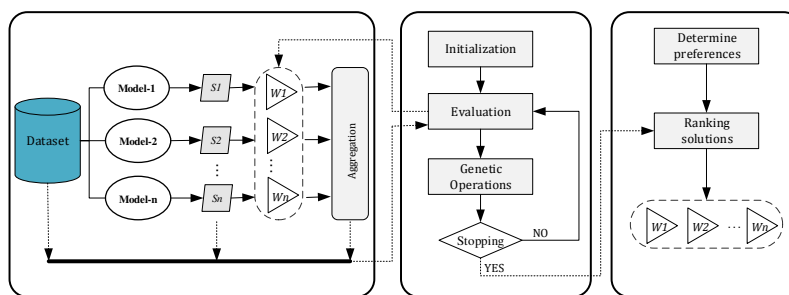 Dataset
Model-1
Model-2
Model-n
S1
S2
⋮
Sn
W1
W2
⋮
Wn
Aggregation
Initialization
Evaluation
Genetic
Operations
Stopping
NO
YES
Determine
preferences
Ranking
solutions
W1 W2 ... Wn